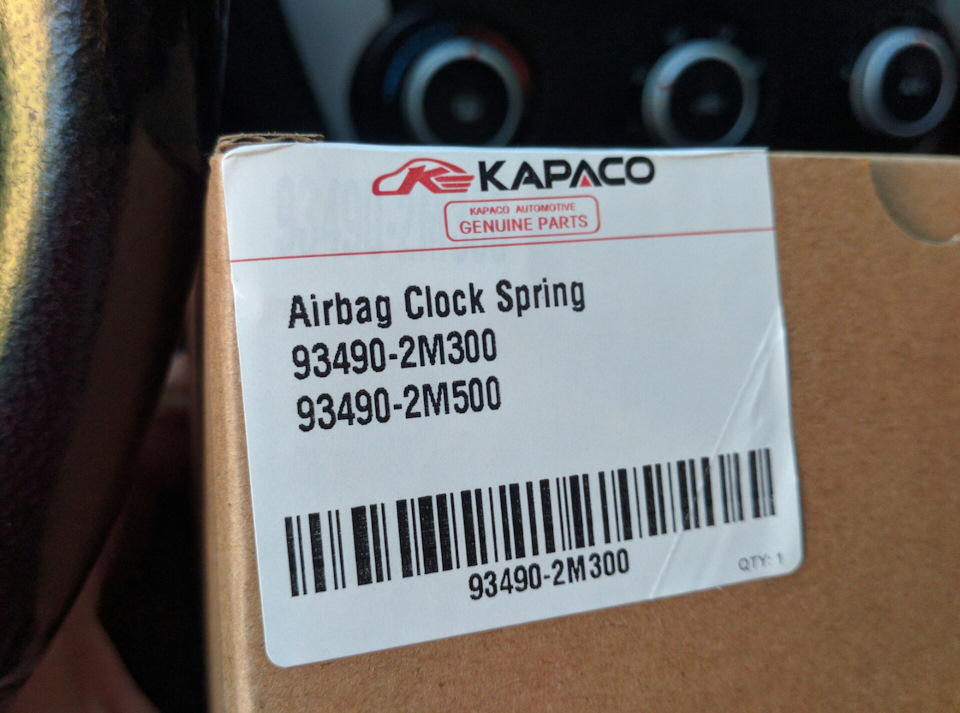 KAPACO
KAPACO AUTOMOTIVE
GENUINE PARTS
Airbag Clock Spring
93490-2M300
93490-2M500
93490-2M300
QTY: 1